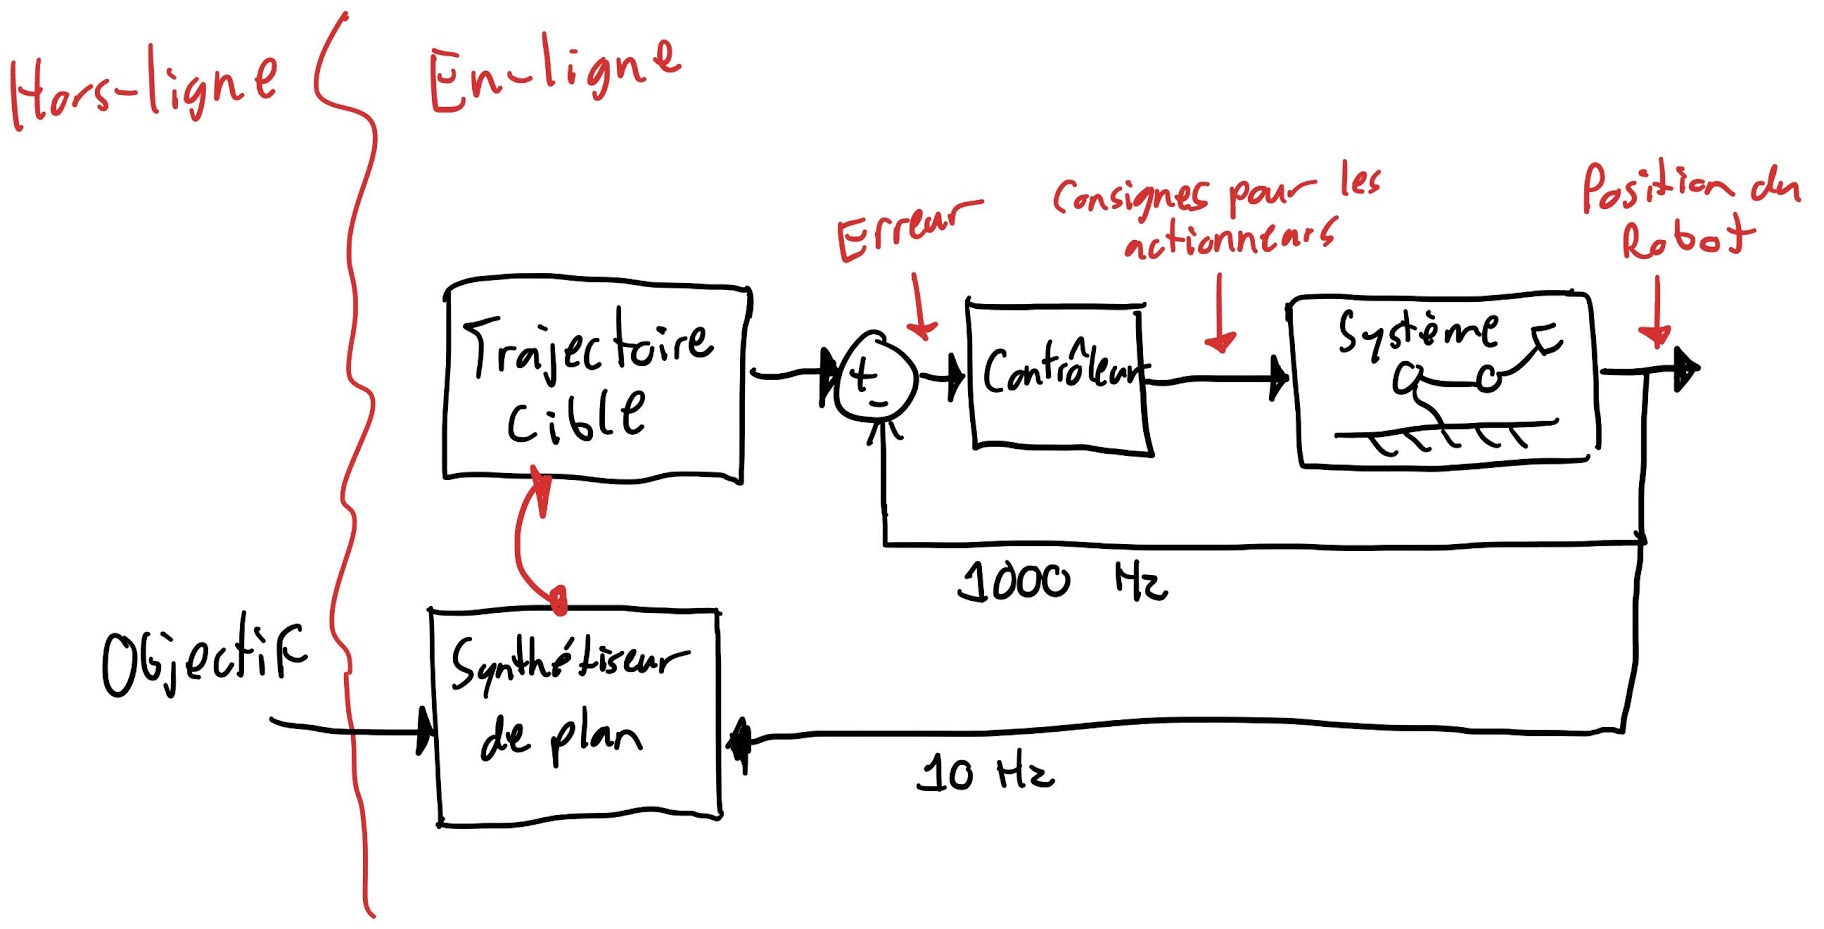 Hors-ligne
En-ligne
Erreur
Consignes pour les
actionneurs
Position du
Robot
Trajectoire
Cible
+
-
Contrôleur
Système
1000 Hz
Objectif
Synthétiseur
de plan
10 Hz